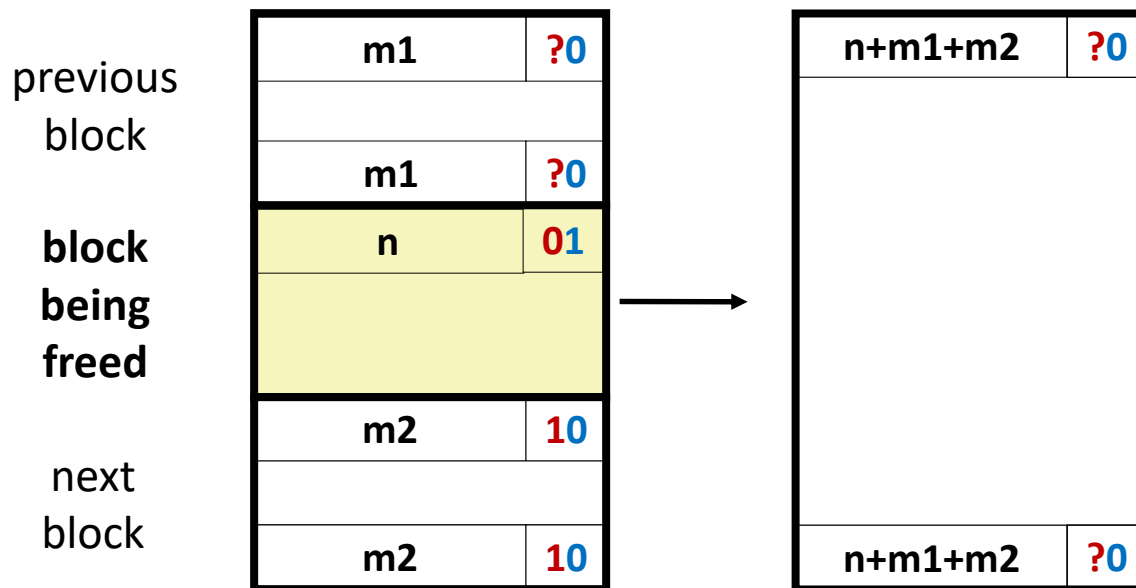 m1 ?0 n+m1+m2 ?0
previous
block
m1 ?0
block
being
freed
n 01
m2 10
next
block
m2 10 n+m1+m2 ?0